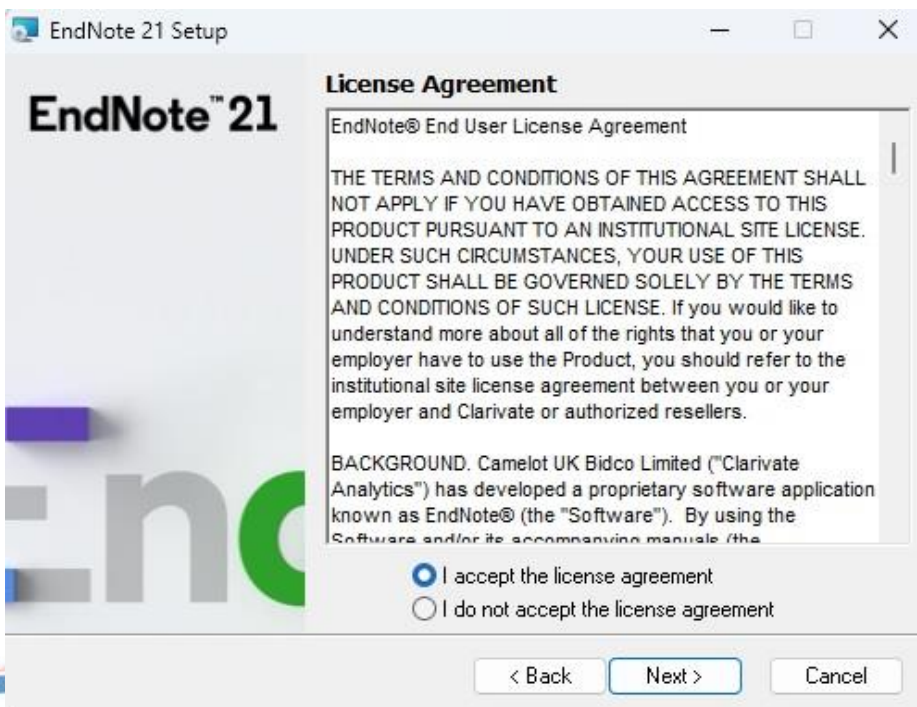 EndNote 21 Setup
EndNote™21
License Agreement
EndNote® End User License Agreement
THE TERMS AND CONDITIONS OF THIS AGREEMENT SHALL
NOT APPLY IF YOU HAVE OBTAINED ACCESS TO THIS
PRODUCT PURSUANT TO AN INSTITUTIONAL SITE LICENSE.
UNDER SUCH CIRCUMSTANCES, YOUR USE OF THIS
PRODUCT SHALL BE GOVERNED SOLELY BY THE TERMS
AND CONDITIONS OF SUCH LICENSE. If you would like to
understand more about all of the rights that you or your
employer have to use the Product, you should refer to the
institutional site license agreement between you or your
employer and Clarivate or authorized resellers.
BACKGROUND. Camelot UK Bidco Limited ("Clarivate
Analytics") has developed a proprietary software application
known as EndNote® (the "Software"). By using the
Software and/or its accompanying manuals (the
End
I accept the license agreement
I do not accept the license agreement
< Back
Next >
Cancel